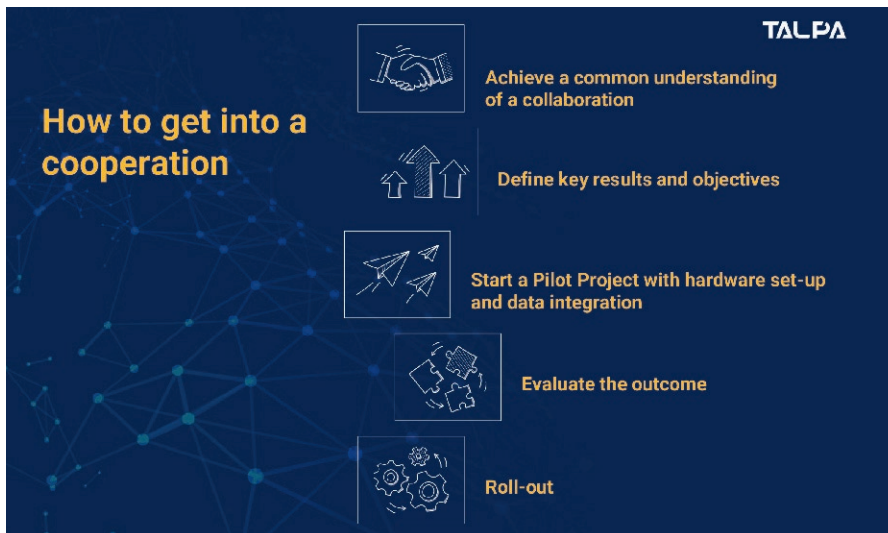 TALPA
How to get into a
cooperation
Achieve a common understanding
of a collaboration
Define key results and objectives
Start a Pilot Project with hardware set-up
and data integration
Evaluate the outcome
Roll-out